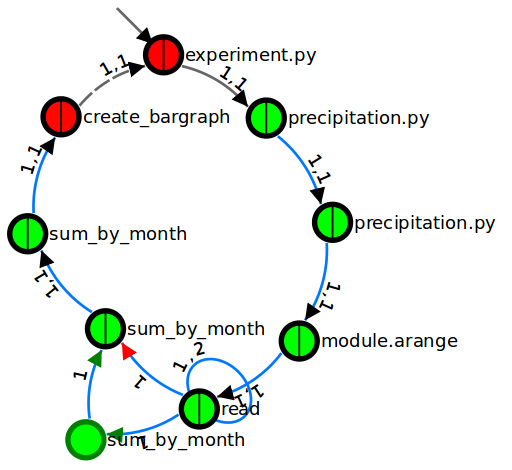 experiment.py
1,1
1,1
create_bargraph
precipitation.py
1,1
1,1
precipitation.py
sum_by_month
1,1
1,1
sum_by_month
module.arange
1,2
1
1
1,1
read
sum_by_month
1